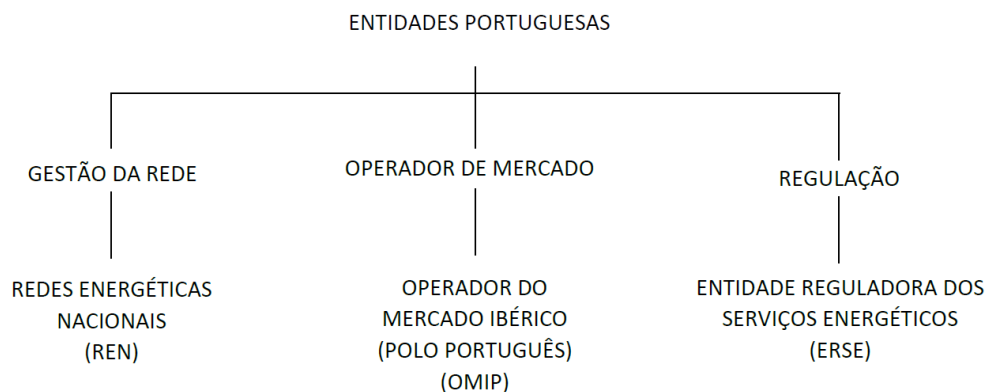 ENTIDADES PORTUGUESAS
GESTÃO DA REDE
OPERADOR DE MERCADO
REGULAÇÃO
REDES ENERGÉTICAS
NACIONAIS
(REN)
OPERADOR DO
MERCADO IBÉRICO
(POLO PORTUGUÊS)
(OMIP)
ENTIDADE REGULADORA DOS
SERVIÇOS ENERGÉTICOS
(ERSE)